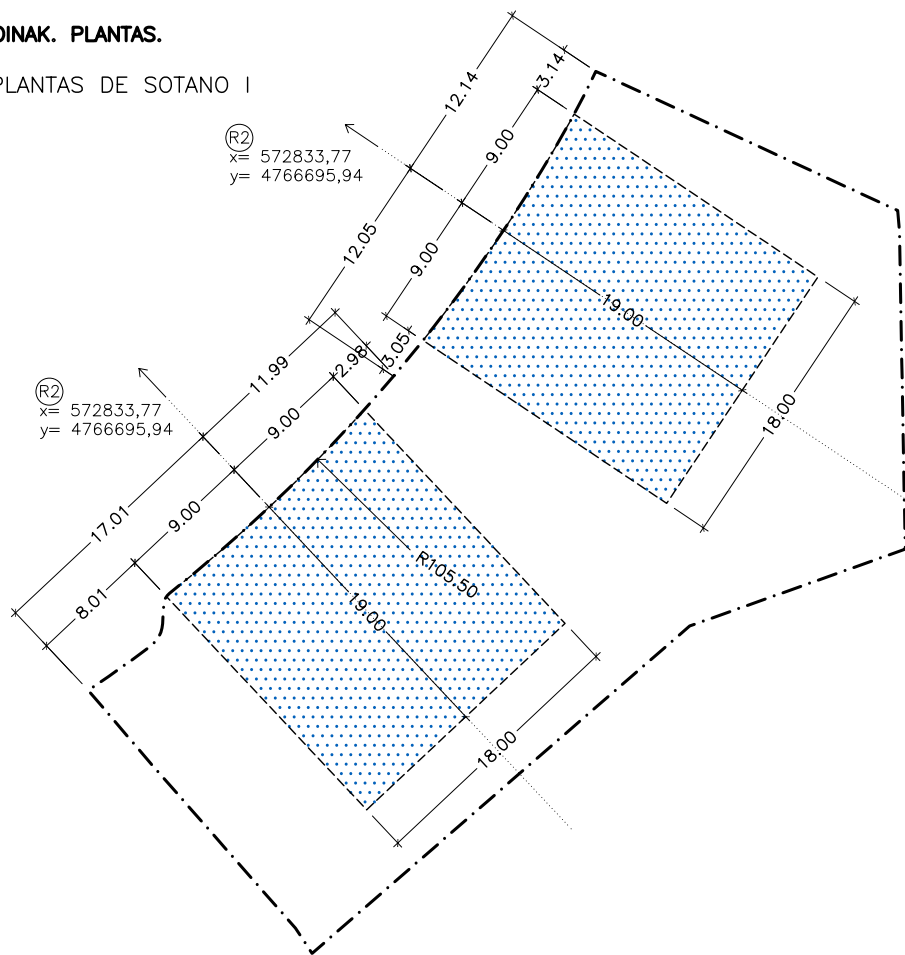 DINAK. PLANTAS.
PLANTAS DE SOTANO I
12.14
3.14
R2
x= 572833,77
y= 4766695,94
9.00
12.05
9.00
19.00
11.99
2.98
3.05
R2
x= 572833,77
y= 4766695,94
9.00
18.00
17.01
9.00
R105.50
8.01
19.00
18.00